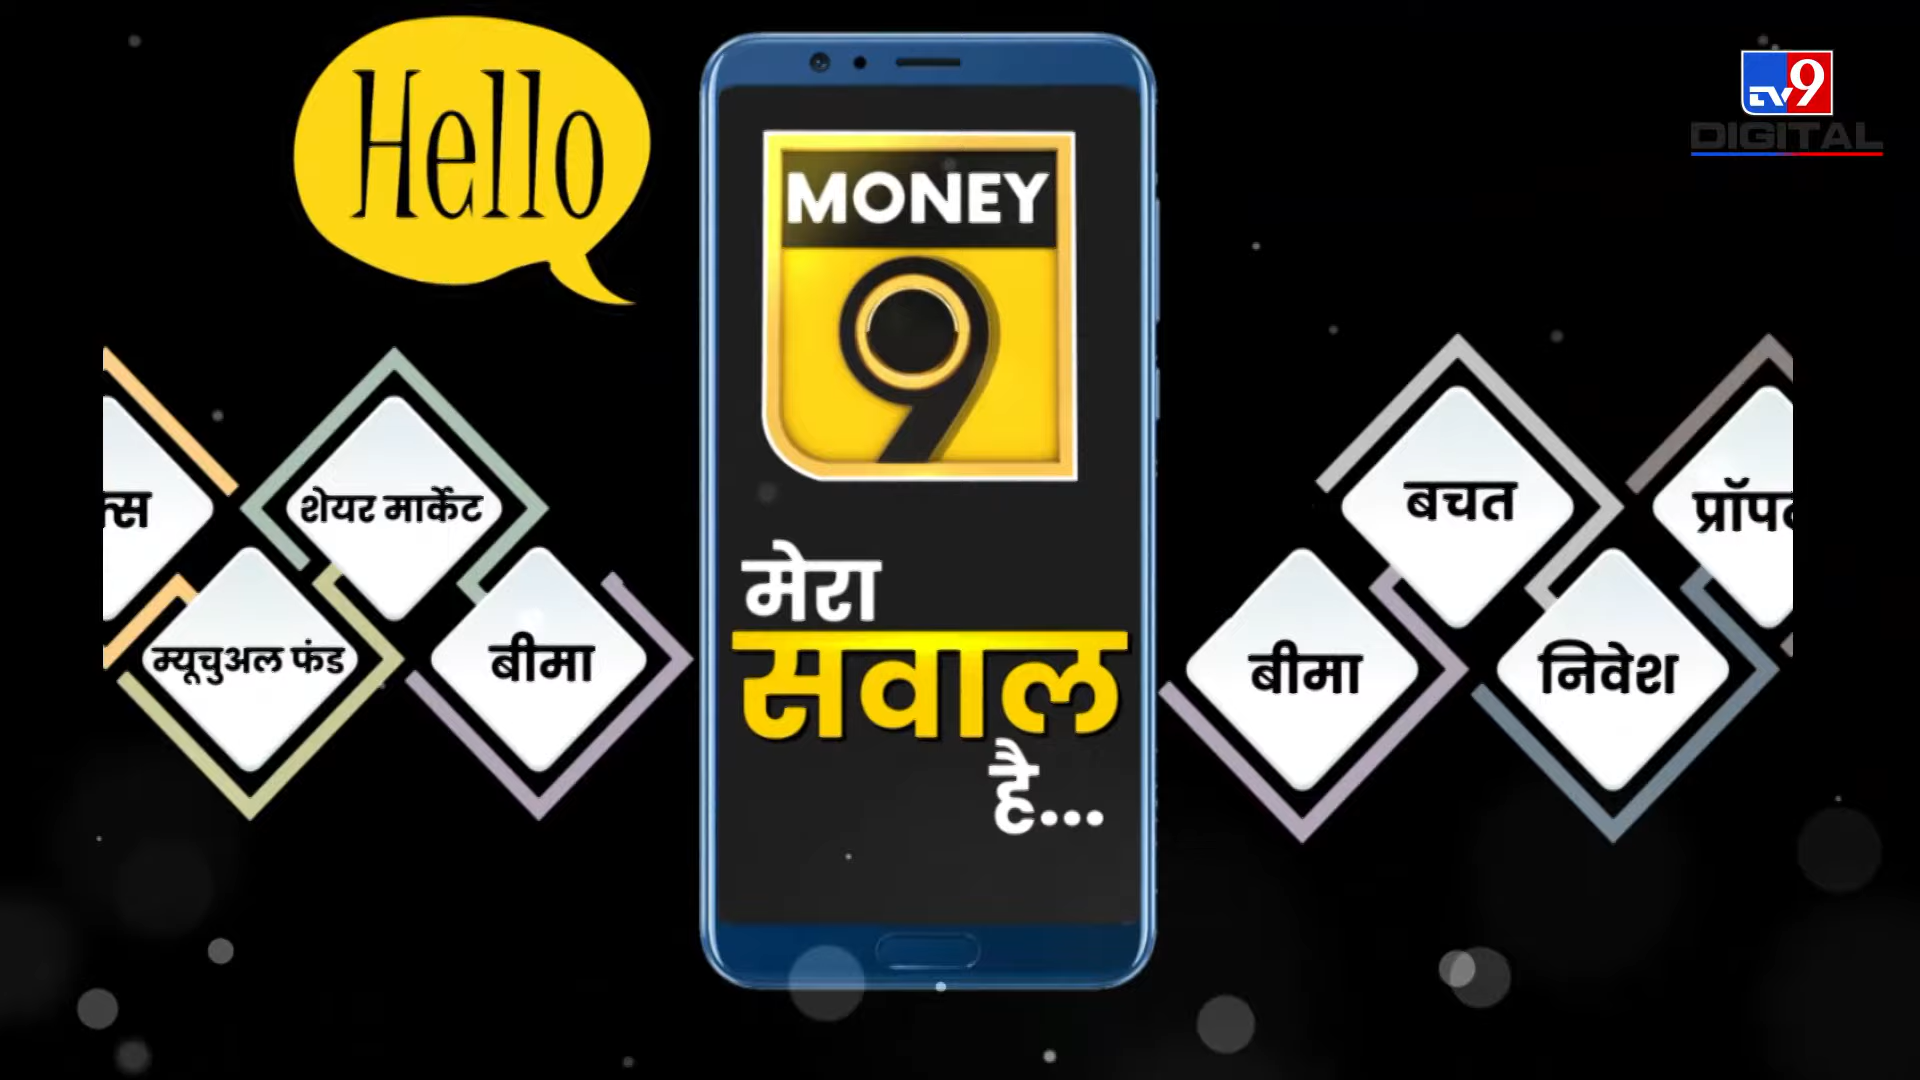 Hello
TV9
DIGITAL
MONEY
9
शेयर मार्केट
म्यूचुअल फंड
बीमा
मेरा
सवाल
है...
बचत
बीमा
निवेश